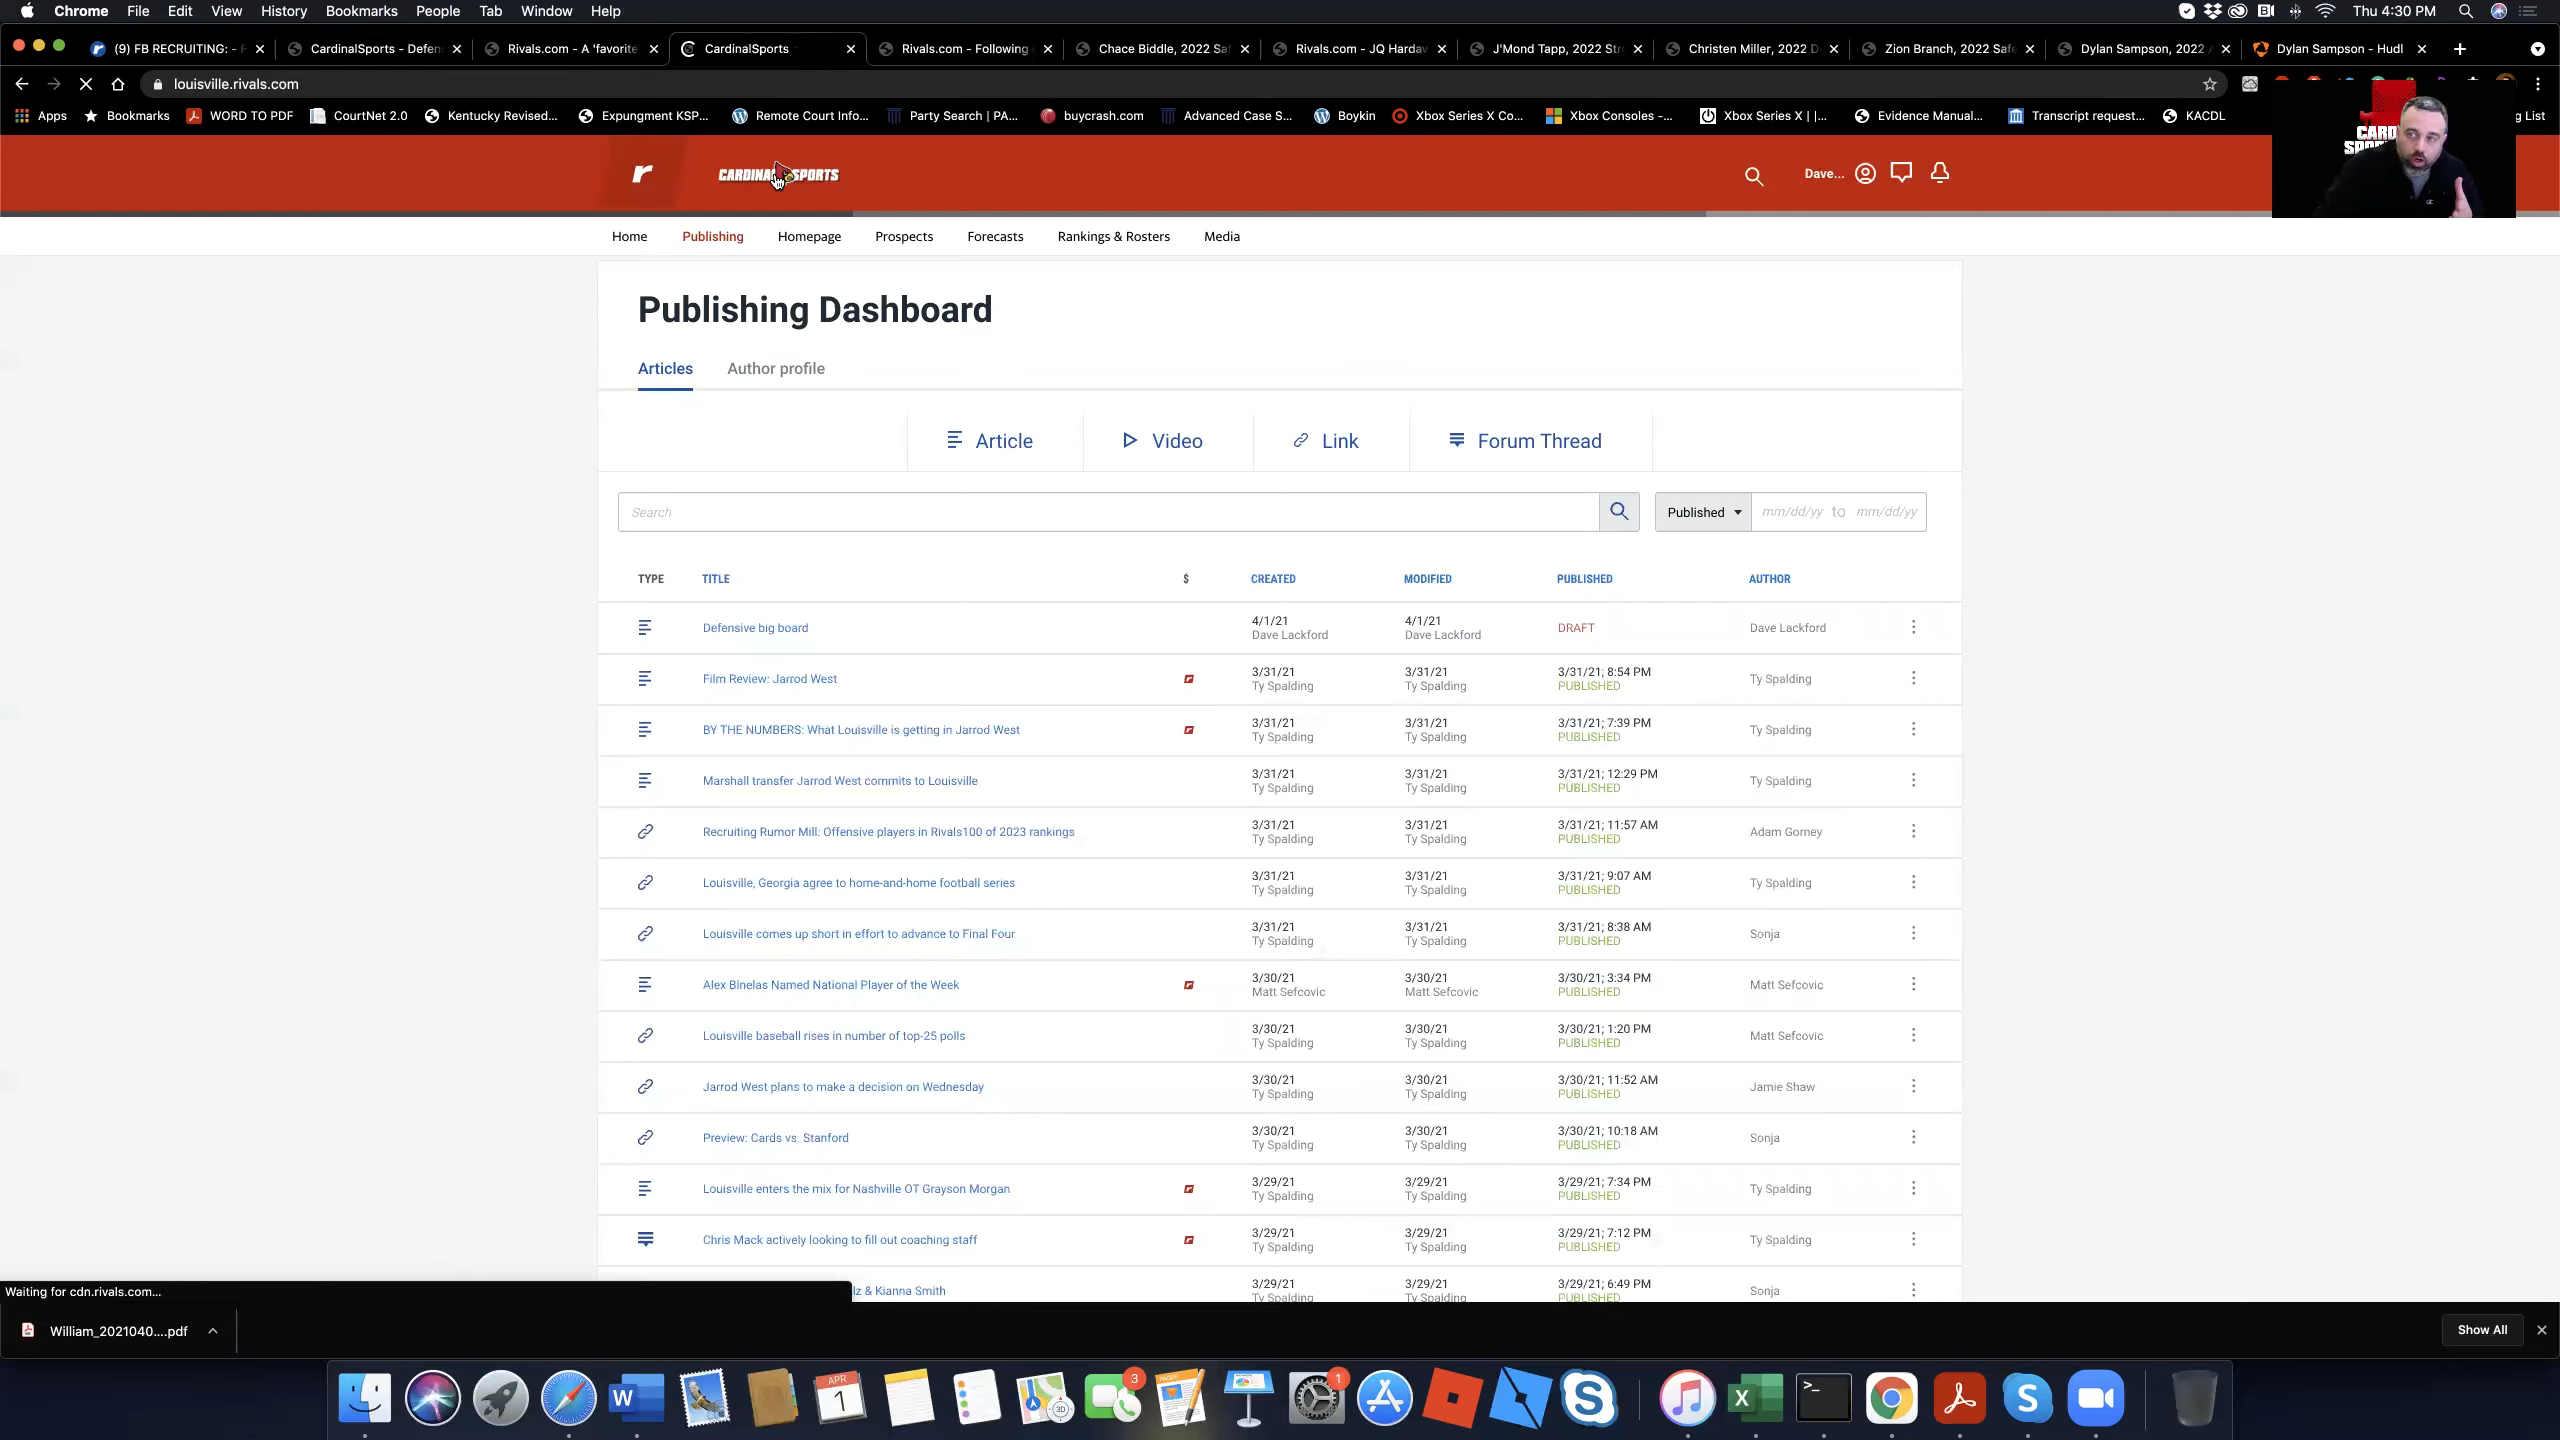 Chrome File Edit View History Bookmarks People Tab Window Help Thu 4:30 PM
(9) FB RECRUITING: - F CardinalSports - Defen Rivals.com - A 'favorite CardinalSports Rivals.com - Following Chace Biddle, 2022 Sa Rivals.com - JQ Hardaw J'Mond Tapp, 2022 Str Christen Miller, 2022 D Zion Branch, 2022 Safe Dylan Sampson, 2022 Dylan Sampson - Hudl
louisville.rivals.com
Apps Bookmarks WORD TO PDF CourtNet 2.0 Kentucky Revised... Expungment KSP... Remote Court Info... Party Search | PA... buycrash.com Advanced Case S... Boykin Xbox Series X Co... Xbox Consoles -... Xbox Series X | |... Evidence Manual... Transcript request... KACDL g List
r CARDINAL SPORTS Dave...
Home Publishing Homepage Prospects Forecasts Rankings & Rosters Media
Publishing Dashboard
Articles Author profile
Article Video Link Forum Thread
Search Published mm/dd/yy to mm/dd/yy
TYPE TITLE $ CREATED MODIFIED PUBLISHED AUTHOR
Defensive big board 4/1/21 Dave Lackford 4/1/21 Dave Lackford DRAFT Dave Lackford
Film Review: Jarrod West 3/31/21 Ty Spalding 3/31/21 Ty Spalding 3/31/21; 8:54 PM PUBLISHED Ty Spalding
BY THE NUMBERS: What Louisville is getting in Jarrod West 3/31/21 Ty Spalding 3/31/21 Ty Spalding 3/31/21; 7:39 PM PUBLISHED Ty Spalding
Marshall transfer Jarrod West commits to Louisville 3/31/21 Ty Spalding 3/31/21 Ty Spalding 3/31/21; 12:29 PM PUBLISHED Ty Spalding
Recruiting Rumor Mill: Offensive players in Rivals100 of 2023 rankings 3/31/21 Ty Spalding 3/31/21 Ty Spalding 3/31/21; 11:57 AM PUBLISHED Adam Gorney
Louisville, Georgia agree to home-and-home football series 3/31/21 Ty Spalding 3/31/21 Ty Spalding 3/31/21; 9:07 AM PUBLISHED Ty Spalding
Louisville comes up short in effort to advance to Final Four 3/31/21 Ty Spalding 3/31/21 Ty Spalding 3/31/21; 8:38 AM PUBLISHED Sonja
Alex Binelas Named National Player of the Week 3/30/21 Matt Sefcovic 3/30/21 Matt Sefcovic 3/30/21; 3:34 PM PUBLISHED Matt Sefcovic
Louisville baseball rises in number of top-25 polls 3/30/21 Ty Spalding 3/30/21 Ty Spalding 3/30/21; 1:20 PM PUBLISHED Matt Sefcovic
Jarrod West plans to make a decision on Wednesday 3/30/21 Ty Spalding 3/30/21 Ty Spalding 3/30/21; 11:52 AM PUBLISHED Jamie Shaw
Preview: Cards vs. Stanford 3/30/21 Ty Spalding 3/30/21 Ty Spalding 3/30/21; 10:18 AM PUBLISHED Sonja
Louisville enters the mix for Nashville OT Grayson Morgan 3/29/21 Ty Spalding 3/29/21 Ty Spalding 3/29/21; 7:34 PM PUBLISHED Ty Spalding
Chris Mack actively looking to fill out coaching staff 3/29/21 Ty Spalding 3/29/21 Ty Spalding 3/29/21; 7:12 PM PUBLISHED Ty Spalding
lz & Kianna Smith 3/29/21 Ty Spalding 3/29/21 Ty Spalding 3/29/21; 6:49 PM PUBLISHED Sonja
Waiting for cdn.rivals.com...
William_2021040....pdf Show All
W APR 1 3D 3 1 S X >_ S